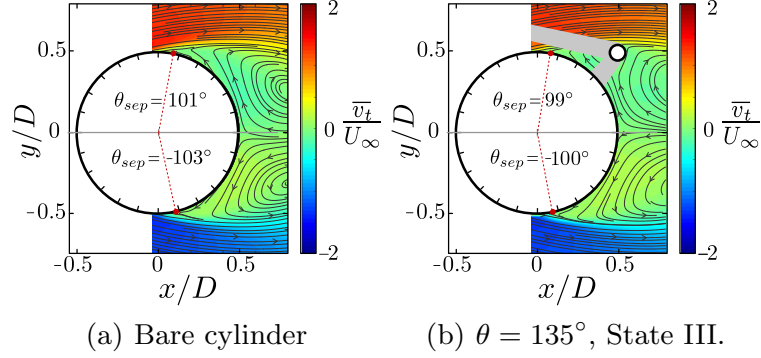 0.5
0
-0.5
y/D
-0.5
0
0.5
x/D
θsep = 101°
θsep = -103°
2
0
-2
v̅t̅/U∞
(a) Bare cylinder
0.5
0
-0.5
y/D
-0.5
0
0.5
x/D
θsep = 99°
θsep = -100°
2
0
-2
v̅t̅/U∞
(b) θ = 135°, State III.